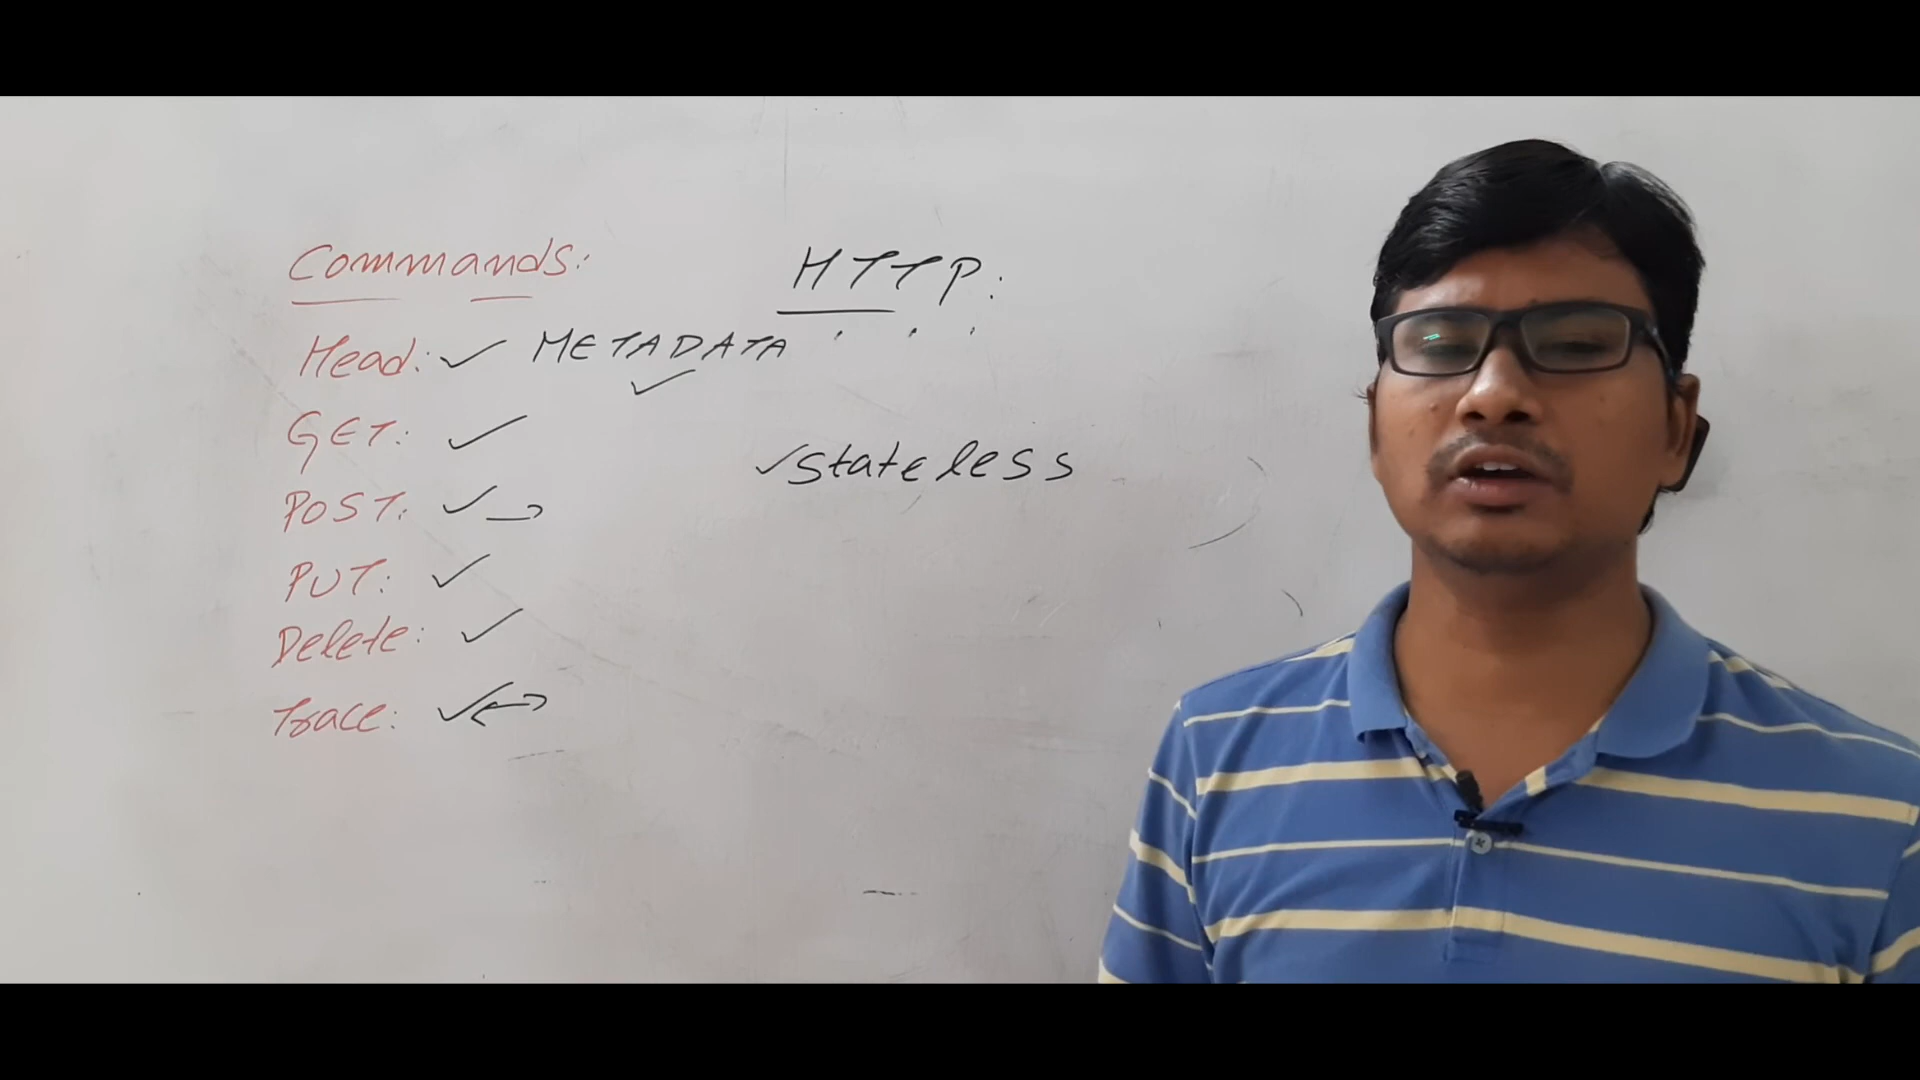 Commands:
HTTP:
Head: ✓ METADATA
✓
GET: ✓
✓ Stateless
POST: ✓ →
PUT: ✓
Delete: ✓
Trace: ✓ ↔